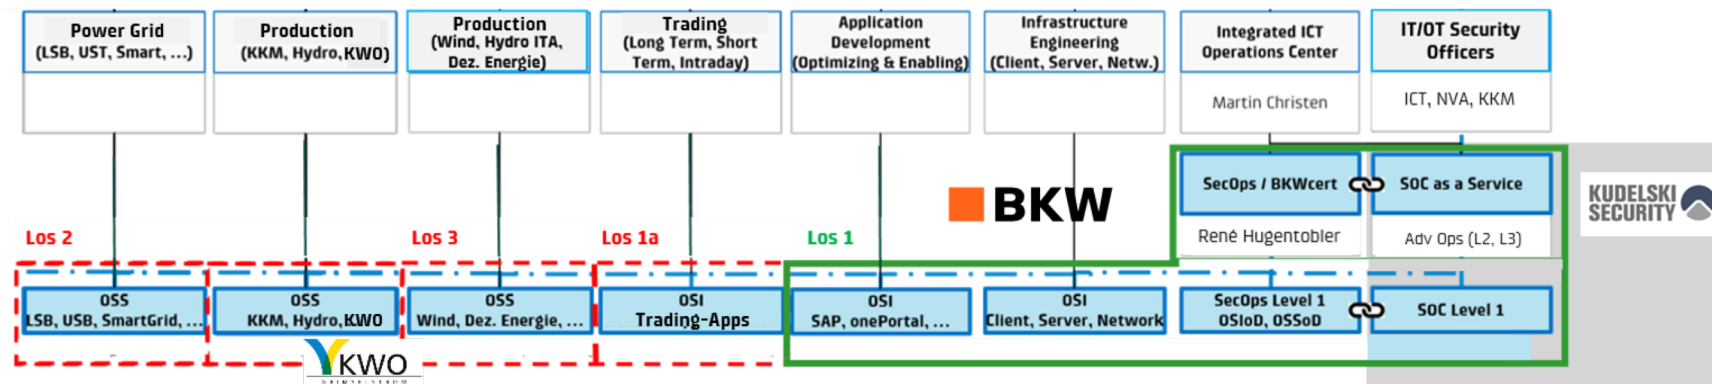 Power Grid
(LSB, UST, Smart, ...)
Production
(KKM, Hydro,KWO)
Production
(Wind, Hydro ITA,
Dez. Energie)
Trading
(Long Term, Short
Term, Intraday)
Application
Development
(Optimizing & Enabling)
Infrastructure
Engineering
(Client, Server, Netw.)
Integrated ICT
Operations Center
Martin Christen
IT/OT Security
Officers
ICT, NVA, KKM
SecOps / BKWcert
SOC as a Service
René Hugentobler
Adv Ops (L2, L3)
BKW
KUDELSKI
SECURITY
Los 2
Los 3
Los 1a
Los 1
OSS
LSB, USB, SmartGrid, ...
OSS
KKM, Hydro,KWO
OSS
Wind, Dez. Energie, ...
OSI
Trading-Apps
OSI
SAP, onePortal, ...
OSI
Client, Server, Network
SecOps Level 1
OSIoD, OSSoD
SOC Level 1
KWO
GRIMSELSTROM